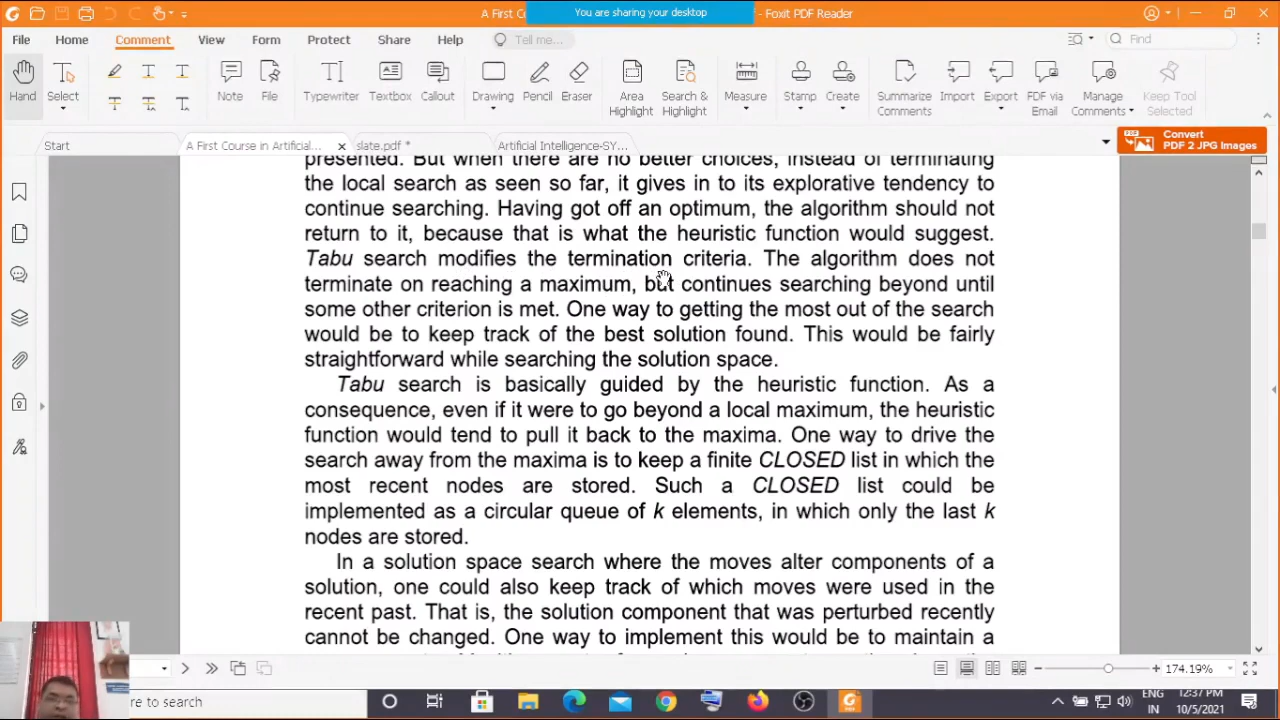 A First Co
You are sharing your desktop
- Foxit PDF Reader
File Home Comment View Form Protect Share Help Tell me... Find
Hand Select Note File Typewriter Textbox Callout Drawing Pencil Eraser Area Highlight Search & Highlight Measure Stamp Create Summarize Comments Import Export PDF via Email Manage Comments Keep Tool Selected
Start A First Course in Artificial... slate.pdf * Artificial Intelligence-SY... Convert PDF 2 JPG Images
presented. But when there are no better choices, instead of terminating
the local search as seen so far, it gives in to its explorative tendency to
continue searching. Having got off an optimum, the algorithm should not
return to it, because that is what the heuristic function would suggest.
Tabu search modifies the termination criteria. The algorithm does not
terminate on reaching a maximum, but continues searching beyond until
some other criterion is met. One way to getting the most out of the search
would be to keep track of the best solution found. This would be fairly
straightforward while searching the solution space.
Tabu search is basically guided by the heuristic function. As a
consequence, even if it were to go beyond a local maximum, the heuristic
function would tend to pull it back to the maxima. One way to drive the
search away from the maxima is to keep a finite CLOSED list in which the
most recent nodes are stored. Such a CLOSED list could be
implemented as a circular queue of k elements, in which only the last k
nodes are stored.
In a solution space search where the moves alter components of a
solution, one could also keep track of which moves were used in the
recent past. That is, the solution component that was perturbed recently
cannot be changed. One way to implement this would be to maintain a
174.19%
re to search
ENG 12:37 PM
IN 10/5/2021